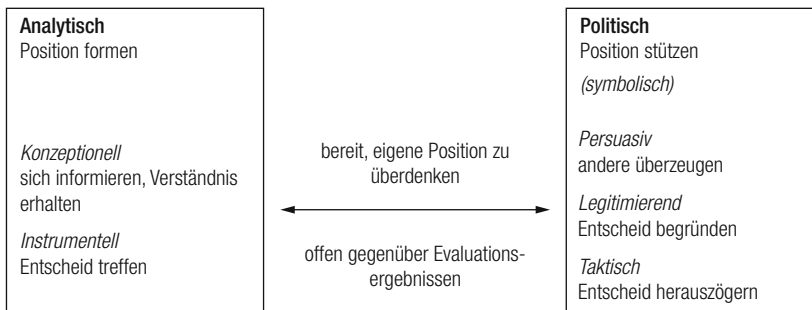 Analytisch
Position formen
Konzeptionell
sich informieren, Verständnis
erhalten
Instrumentell
Entscheid treffen
bereit, eigene Position zu
überdenken
offen gegenüber Evaluations-
ergebnissen
Politisch
Position stützen
(symbolisch)
Persuasiv
andere überzeugen
Legitimierend
Entscheid begründen
Taktisch
Entscheid herauszögern